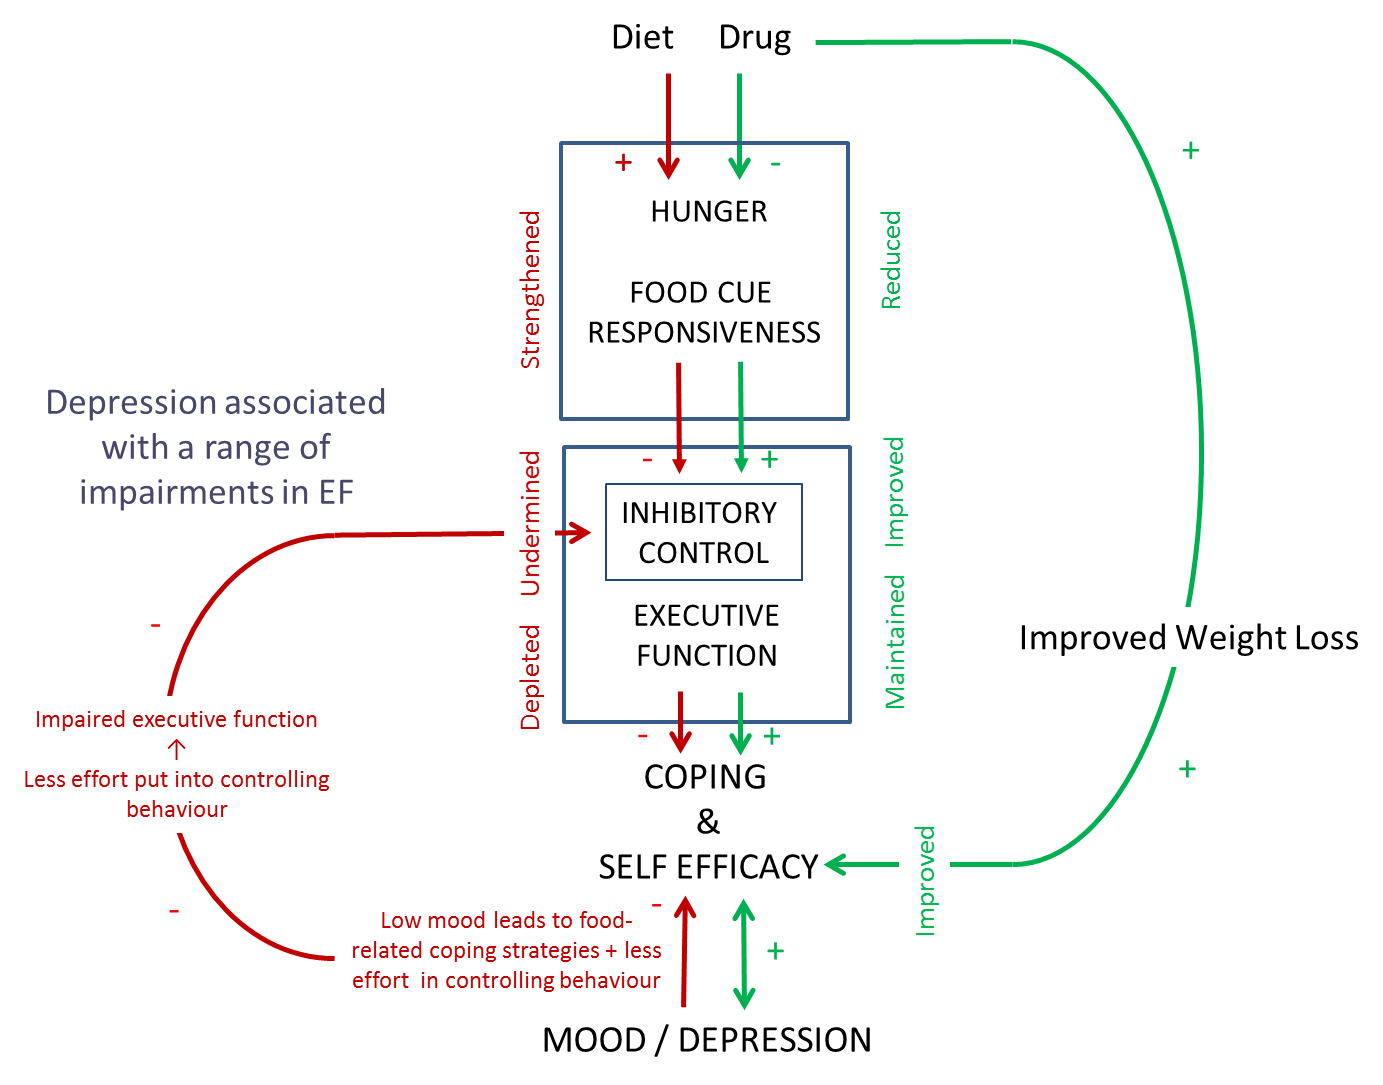 Diet Drug
+
+ -
HUNGER
Strengthened
Reduced
FOOD CUE
RESPONSIVENESS
Depression associated
with a range of
impairments in EF
- +
Undermined
Improved
INHIBITORY
CONTROL
-
EXECUTIVE
FUNCTION
Depleted
Maintained
Improved Weight Loss
Impaired executive function
↑
Less effort put into controlling
behaviour
- +
COPING
&
SELF EFFICACY
+
Improved
-
-
Low mood leads to food-
related coping strategies + less
effort in controlling behaviour
+
MOOD / DEPRESSION